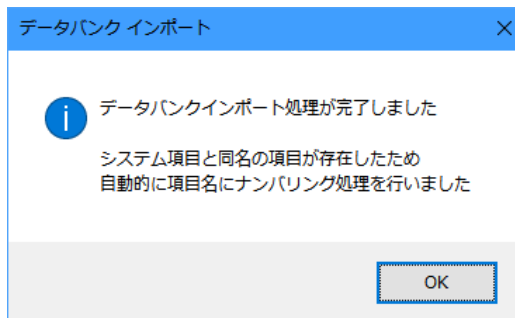 データバンク インポート
データバンクインポート処理が完了しました
システム項目と同名の項目が存在したため
自動的に項目名にナンバリング処理を行いました
OK